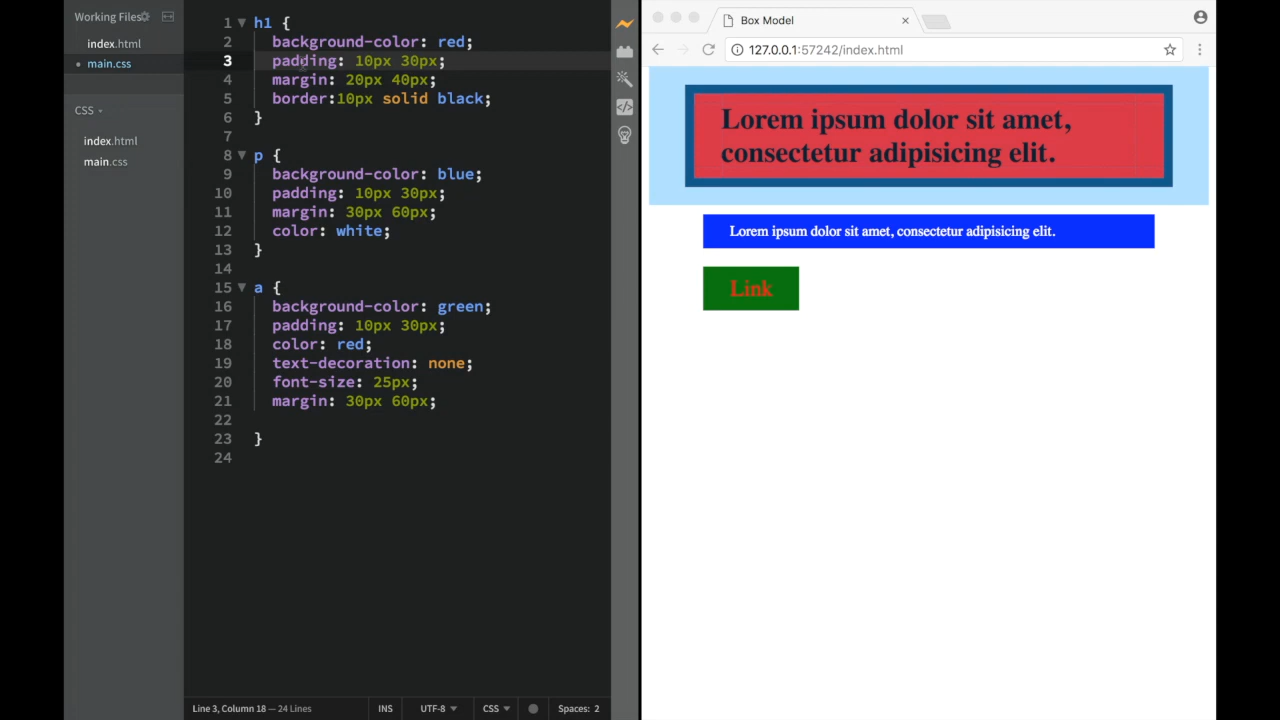 Working Files
index.html
main.css
CSS
index.html
main.css
1 h1 {
2 background-color: red;
3 padding: 10px 30px;
4 margin: 20px 40px;
5 border:10px solid black;
6 }
7
8 p {
9 background-color: blue;
10 padding: 10px 30px;
11 margin: 30px 60px;
12 color: white;
13 }
14
15 a {
16 background-color: green;
17 padding: 10px 30px;
18 color: red;
19 text-decoration: none;
20 font-size: 25px;
21 margin: 30px 60px;
22
23 }
24
Line 3, Column 18 — 24 Lines
INS
UTF-8
CSS
Spaces: 2
Box Model
127.0.0.1:57242/index.html
Lorem ipsum dolor sit amet,
consectetur adipisicing elit.
Lorem ipsum dolor sit amet, consectetur adipisicing elit.
Link